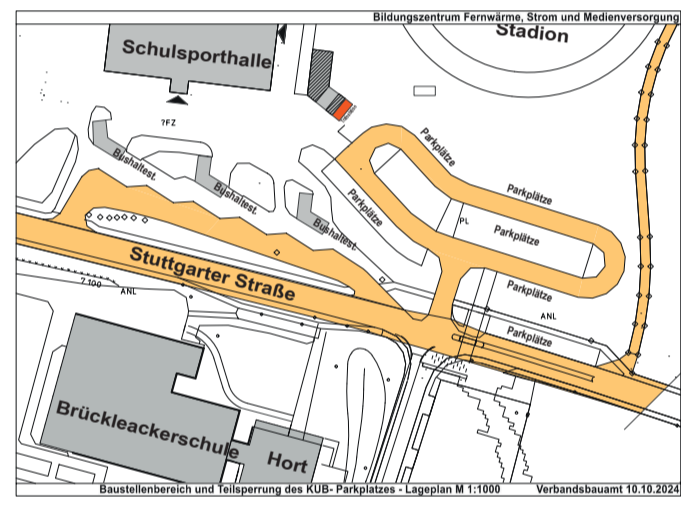 Bildungszentrum Fernwärme, Strom und Medienversorgung
Stadion
Schulsporthalle
?FZ
Parkplätze
Bushaltest.
Bushaltest.
Parkplätze
Parkplätze
Bushaltest.
PL
Parkplätze
Stuttgarter Straße
7.100
ANL
Parkplätze
ANL
Parkplätze
Brückleackerschule
Hort
Baustellenbereich und Teilsperrung des KUB- Parkplatzes - Lageplan M 1:1000 Verbandsbauamt 10.10.2024